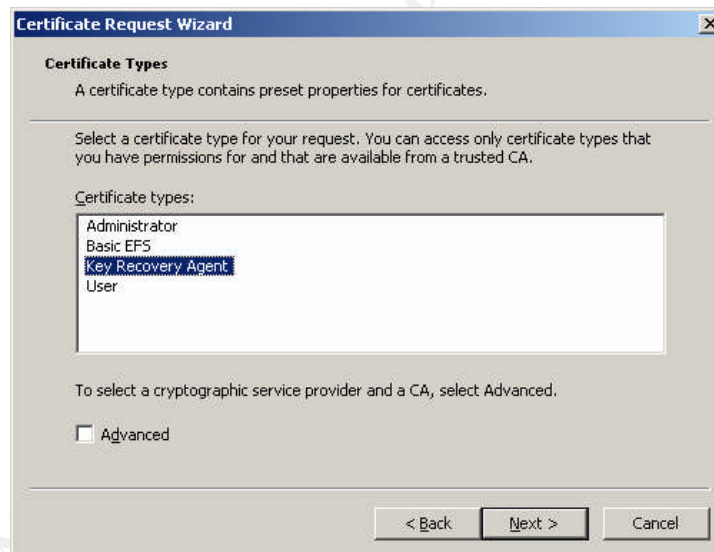 Certificate Request Wizard
Certificate Types
A certificate type contains preset properties for certificates.
Select a certificate type for your request. You can access only certificate types that
you have permissions for and that are available from a trusted CA.
Certificate types:
Administrator
Basic EFS
Key Recovery Agent
User
To select a cryptographic service provider and a CA, select Advanced.
Advanced
< Back
Next >
Cancel